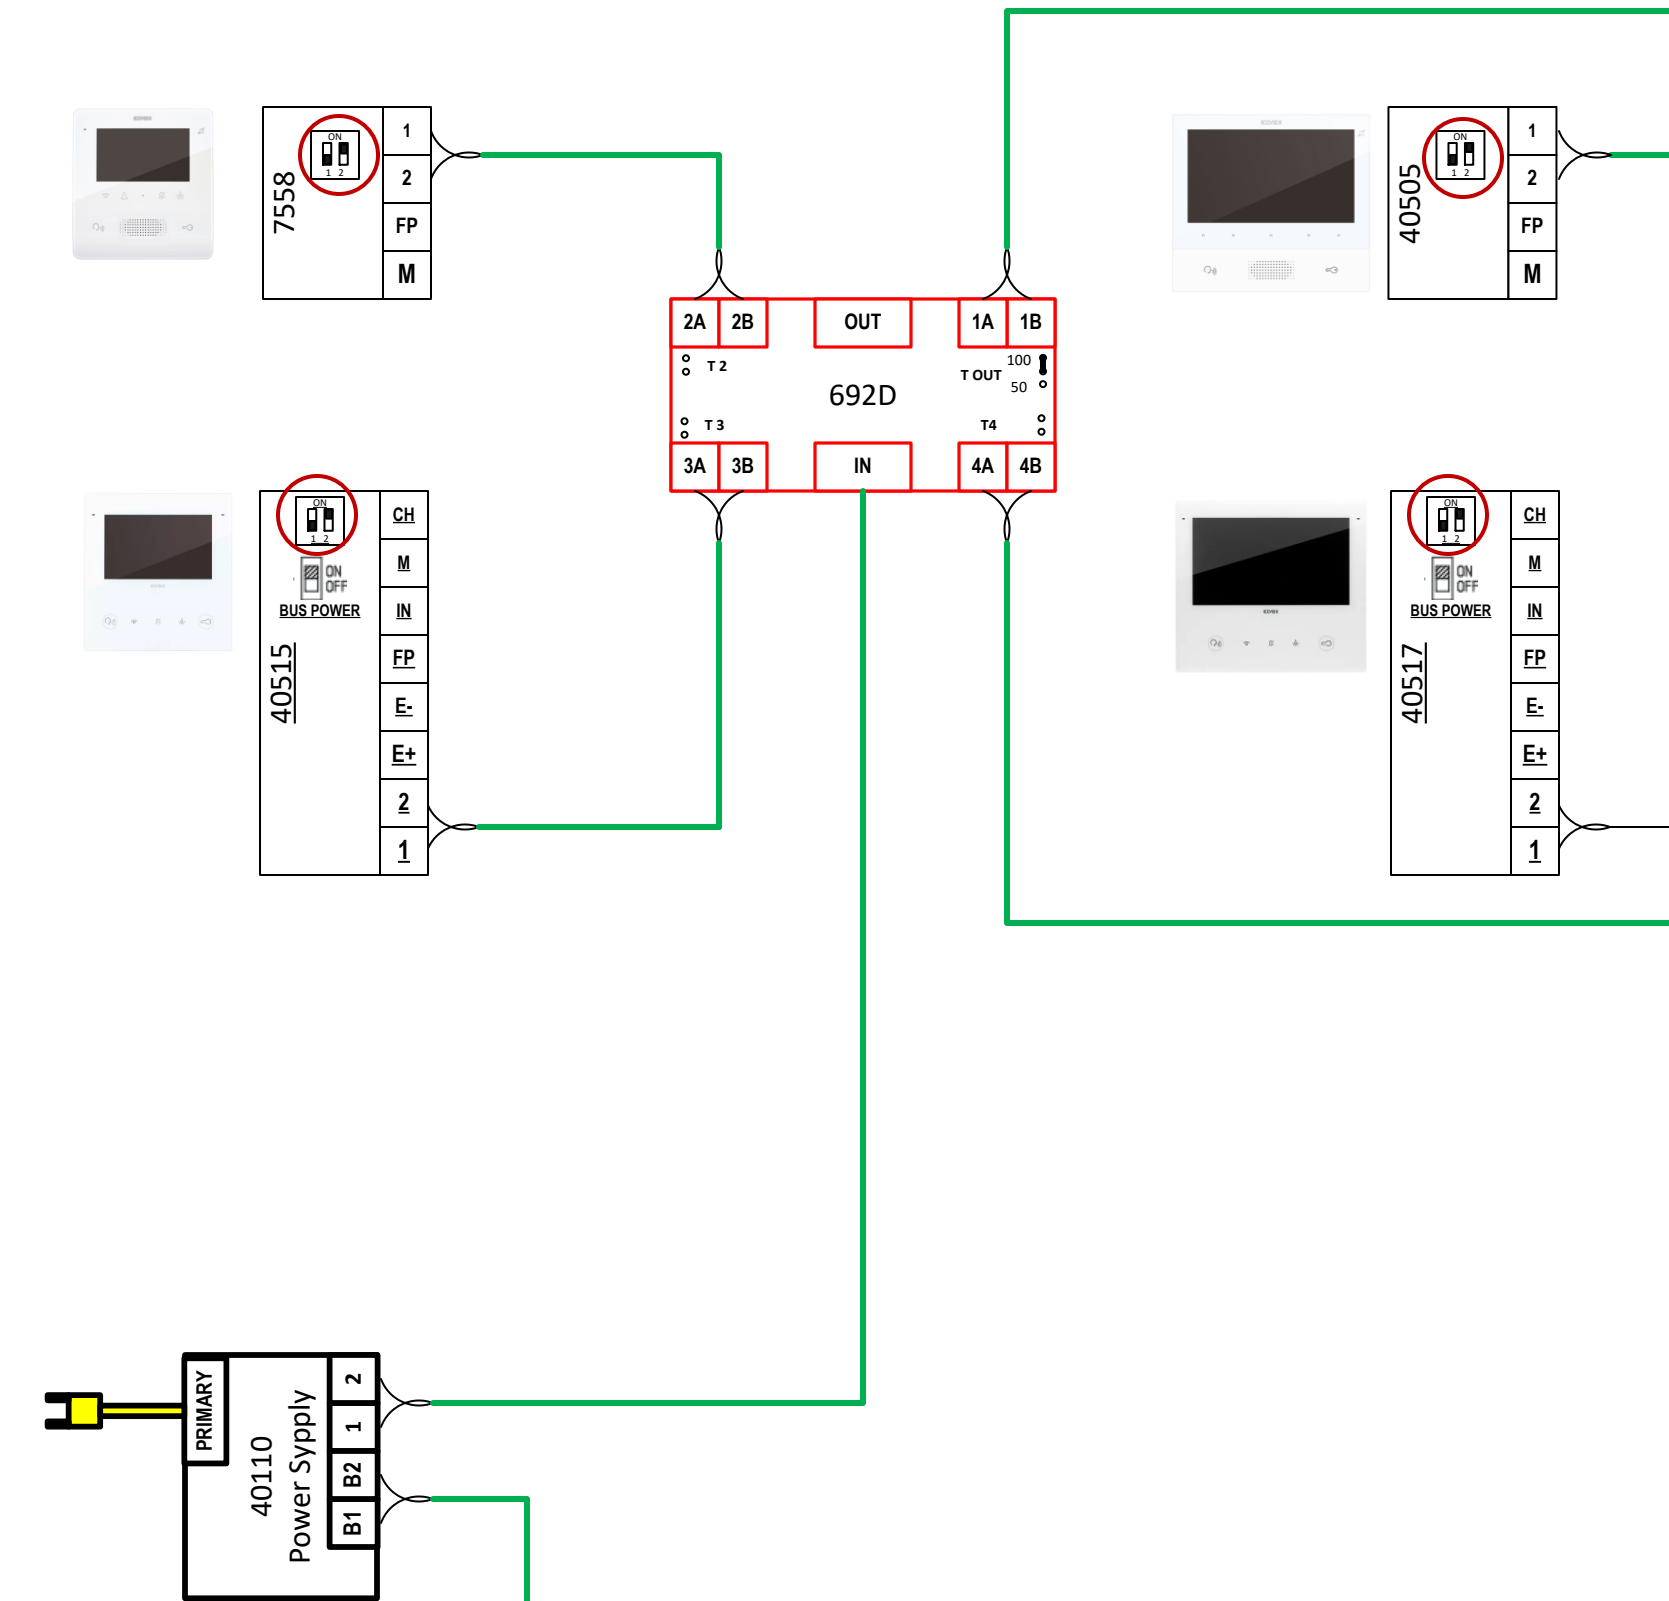 7558
ON
1 2
1
2
FP
M
40505
ON
1 2
1
2
FP
M
2A 2B OUT 1A 1B
T 2
T OUT
100
50
692D
T 3
T4
3A 3B IN 4A 4B
ON
1 2
ON
OFF
BUS POWER
40515
CH
M
IN
FP
E-
E+
2
1
ON
1 2
ON
OFF
BUS POWER
40517
CH
M
IN
FP
E-
E+
2
1
PRIMARY
40110
Power Sypply
2
1
B2
B1